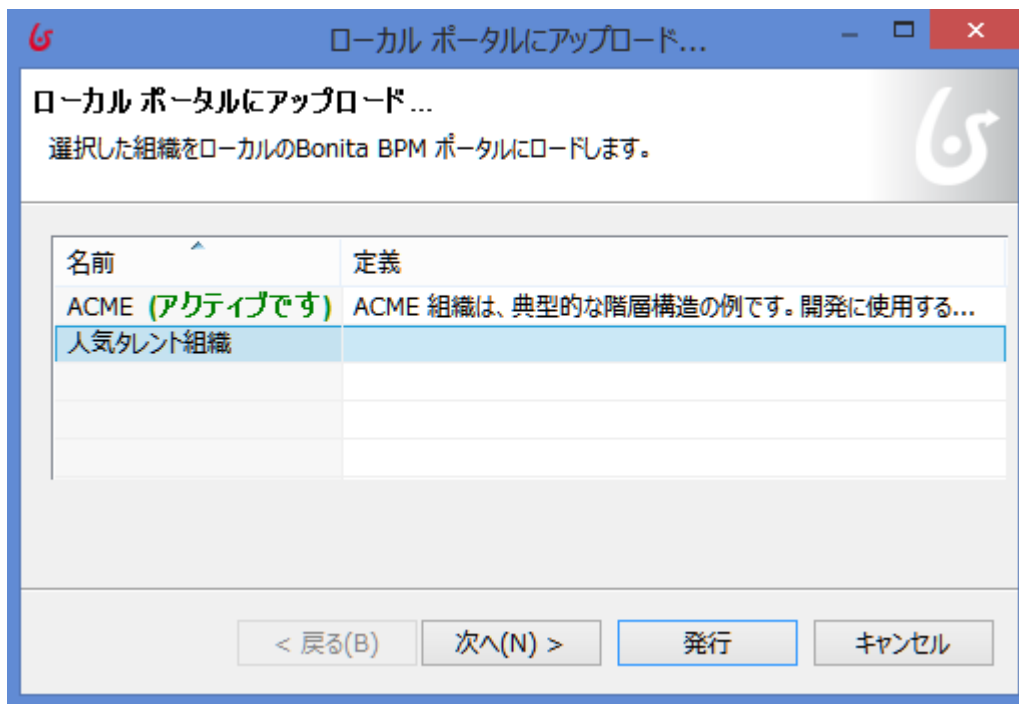 ローカル ポータルにアップロード...
ローカル ポータルにアップロード...
選択した組織をローカルのBonita BPM ポータルにロードします。
名前 定義
ACME (アクティブです) ACME 組織は、典型的な階層構造の例です。開発に使用する...
人気タレント組織
< 戻る(B) 次へ(N) > 発行 キャンセル